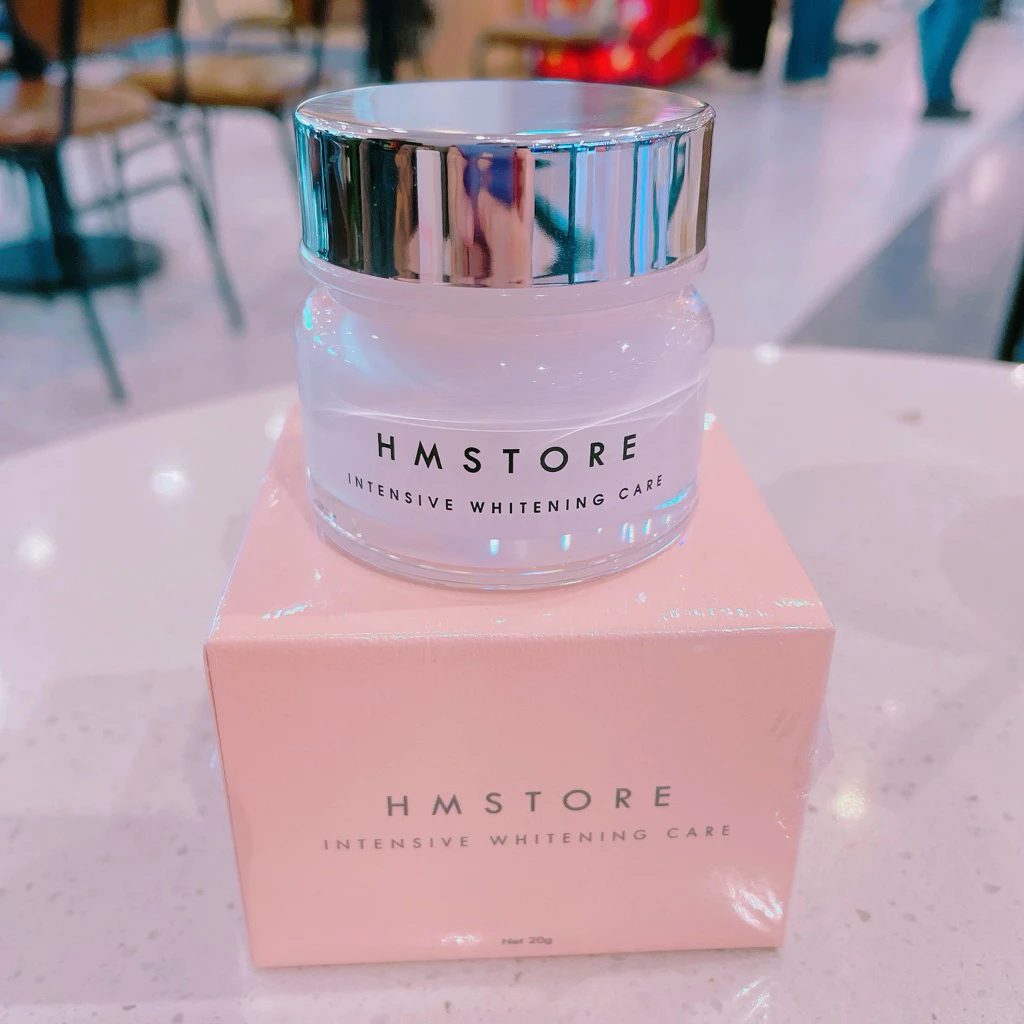 HMSTORE
INTENSIVE WHITENING CARE
HMSTORE
INTENSIVE WHITENING CARE
Net 20g